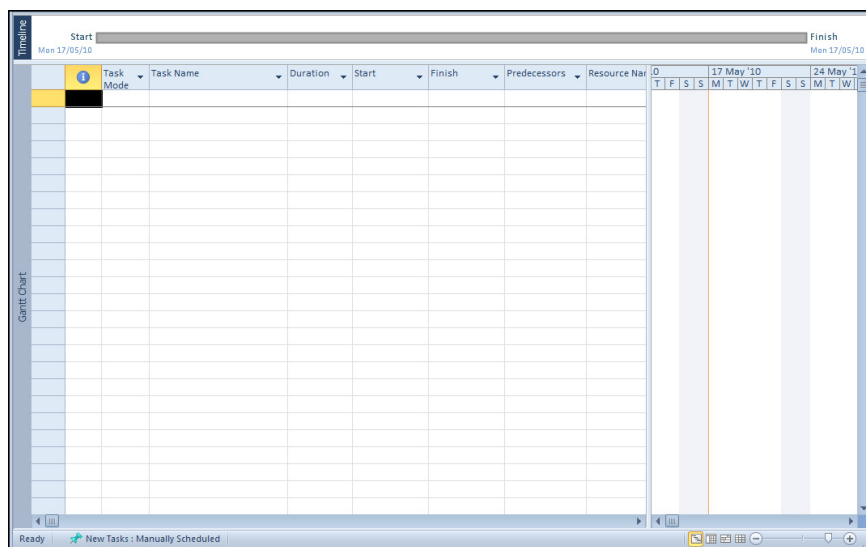 Timeline
Start
Finish
Mon 17/05/10
Mon 17/05/10
Task Mode
Task Name
Duration
Start
Finish
Predecessors
Resource Nar
.0
17 May '10
24 May '1
T F S S M T W T F S S M T W
Gantt Chart
Ready
New Tasks : Manually Scheduled